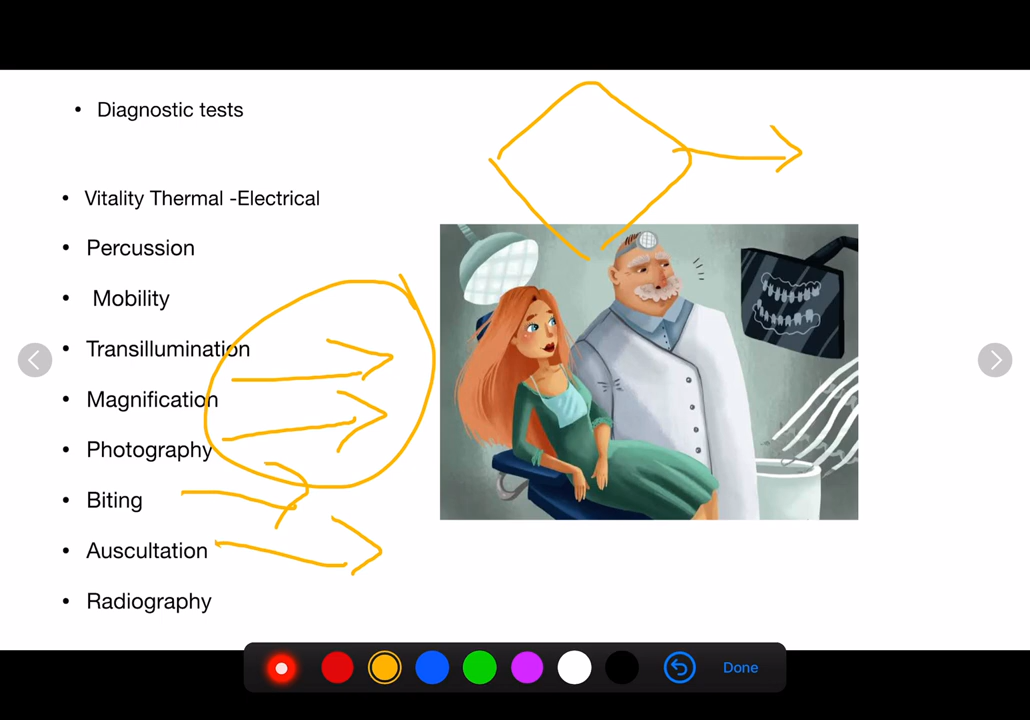 • Diagnostic tests
• Vitality Thermal -Electrical
• Percussion
• Mobility
• Transillumination
• Magnification
• Photography
• Biting
• Auscultation
• Radiography
Done